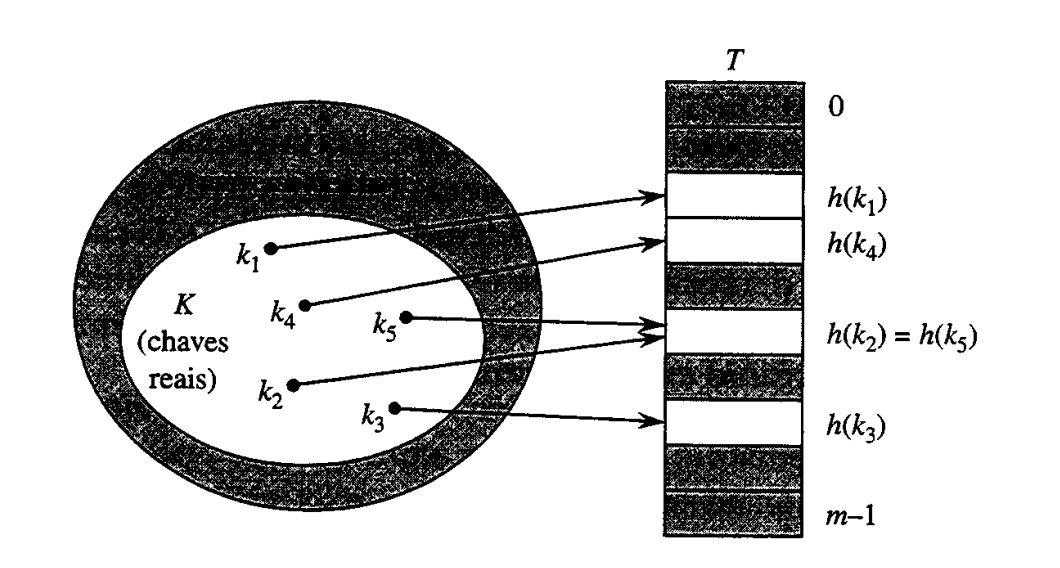 T
0
h(k₁)
h(k₄)
h(k₂) = h(k₅)
h(k₃)
m–1
k₁
k₄
k₅
k₂
k₃
K
(chaves
reais)